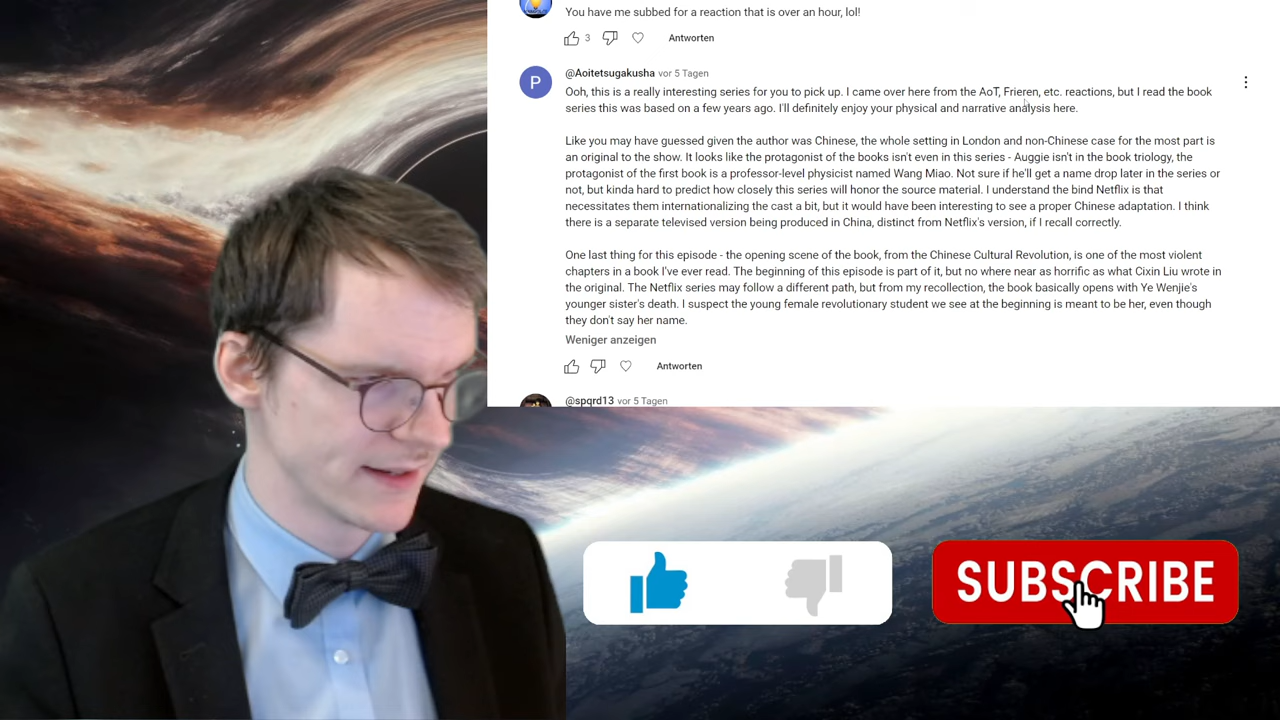 You have me subbed for a reaction that is over an hour, lol!
3
Antworten
P
@Aoitetsugakusha vor 5 Tagen
Ooh, this is a really interesting series for you to pick up. I came over here from the AoT, Frieren, etc. reactions, but I read the book
series this was based on a few years ago. I'll definitely enjoy your physical and narrative analysis here.
Like you may have guessed given the author was Chinese, the whole setting in London and non-Chinese case for the most part is
an original to the show. It looks like the protagonist of the books isn't even in this series - Auggie isn't in the book triology, the
protagonist of the first book is a professor-level physicist named Wang Miao. Not sure if he'll get a name drop later in the series or
not, but kinda hard to predict how closely this series will honor the source material. I understand the bind Netflix is that
necessitates them internationalizing the cast a bit, but it would have been interesting to see a proper Chinese adaptation. I think
there is a separate televised version being produced in China, distinct from Netflix's version, if I recall correctly.
One last thing for this episode - the opening scene of the book, from the Chinese Cultural Revolution, is one of the most violent
chapters in a book I've ever read. The beginning of this episode is part of it, but no where near as horrific as what Cixin Liu wrote in
the original. The Netflix series may follow a different path, but from my recollection, the book basically opens with Ye Wenjie's
younger sister's death. I suspect the young female revolutionary student we see at the beginning is meant to be her, even though
they don't say her name.
Weniger anzeigen
Antworten
@spqrd13 vor 5 Tagen
SUBSCRIBE